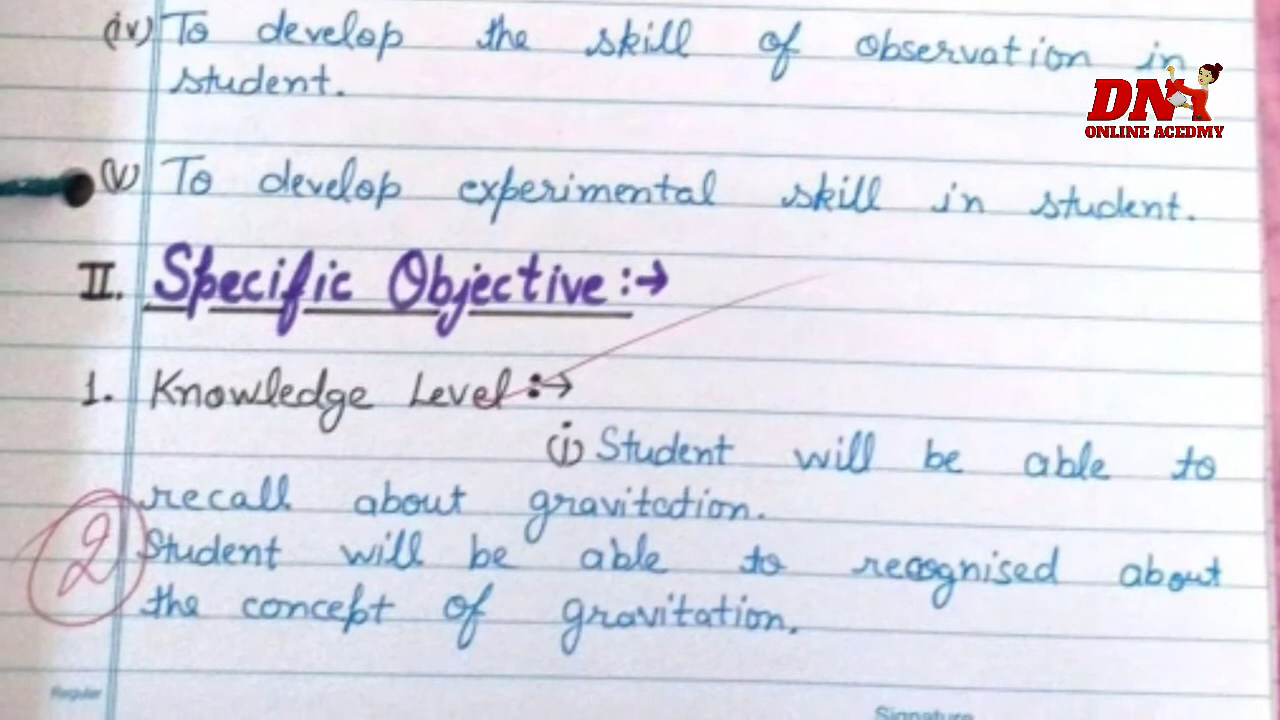 (iv) To develop the skill of observation in
student.
DN
ONLINE ACEDMY
(v) To develop experimental skill in student.
II. Specific Objective:→
1. Knowledge Level:→
(i) Student will be able to
recall about gravitation.
2 Student will be able to recognised about
the concept of gravitation.
Regular
Signature